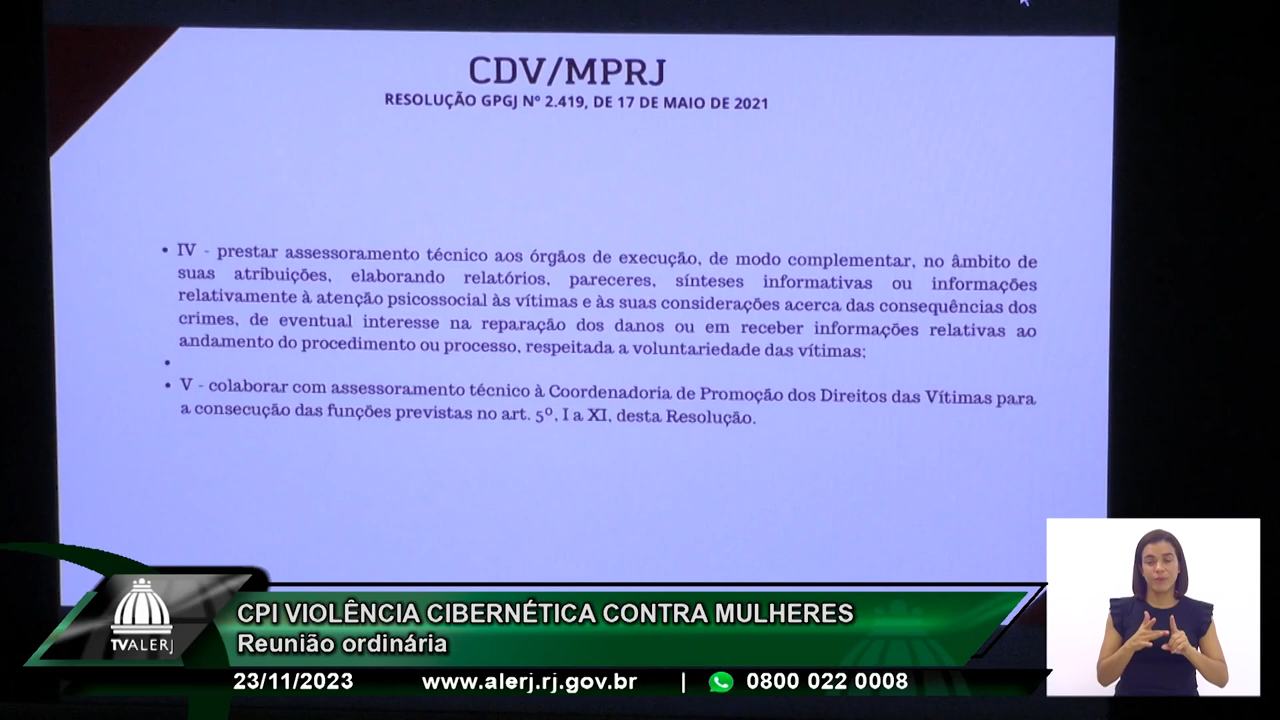 CDV/MPRJ
RESOLUÇÃO GPGJ Nº 2.419, DE 17 DE MAIO DE 2021
• IV - prestar assessoramento técnico aos órgãos de execução, de modo complementar, no âmbito de
suas atribuições, elaborando relatórios, pareceres, sínteses informativas ou informações
relativamente à atenção psicossocial às vítimas e às suas considerações acerca das consequências dos
crimes, de eventual interesse na reparação dos danos ou em receber informações relativas ao
andamento do procedimento ou processo, respeitada a voluntariedade das vítimas;
•
• V - colaborar com assessoramento técnico à Coordenadoria de Promoção dos Direitos das Vítimas para
a consecução das funções previstas no art. 5º, I a XI, desta Resolução.
CPI VIOLÊNCIA CIBERNÉTICA CONTRA MULHERES
Reunião ordinária
TVALERJ
23/11/2023 www.alerj.rj.gov.br | 0800 022 0008